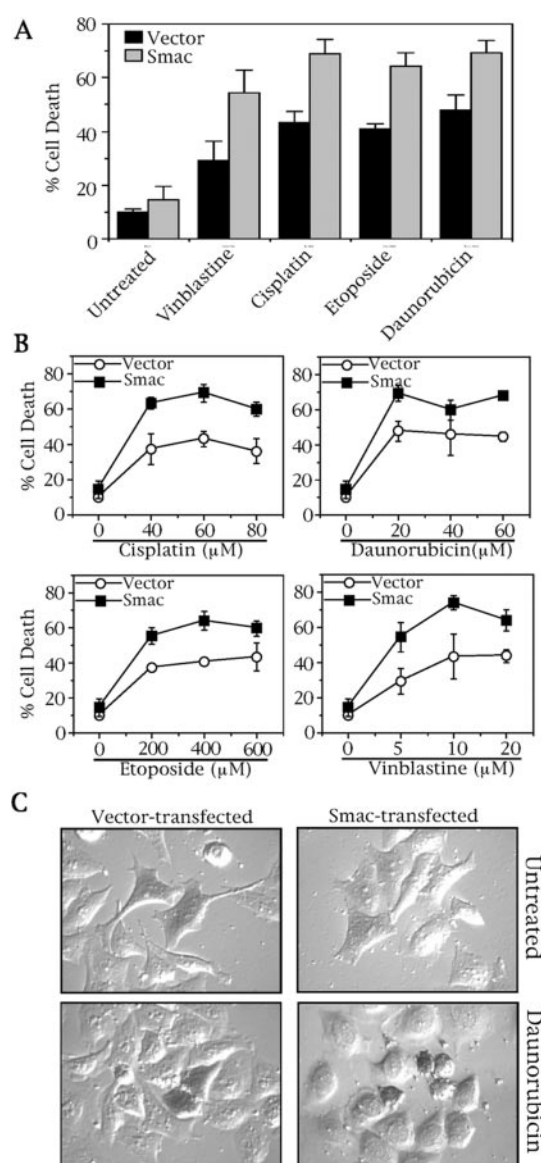 A
80
60
40
20
0
% Cell Death
Vector
Smac
Untreated
Vinblastine
Cisplatin
Etoposide
Daunorubicin
B
Vector
Smac
80
60
40
20
0
% Cell Death
0 40 60 80
Cisplatin (µM)
Vector
Smac
80
60
40
20
0
0 20 40 60
Daunorubicin(µM)
Vector
Smac
80
60
40
20
0
% Cell Death
0 200 400 600
Etoposide (µM)
Vector
Smac
80
60
40
20
0
0 5 10 20
Vinblastine (µM)
C
Vector-transfected
Smac-transfected
Untreated
Daunorubicin